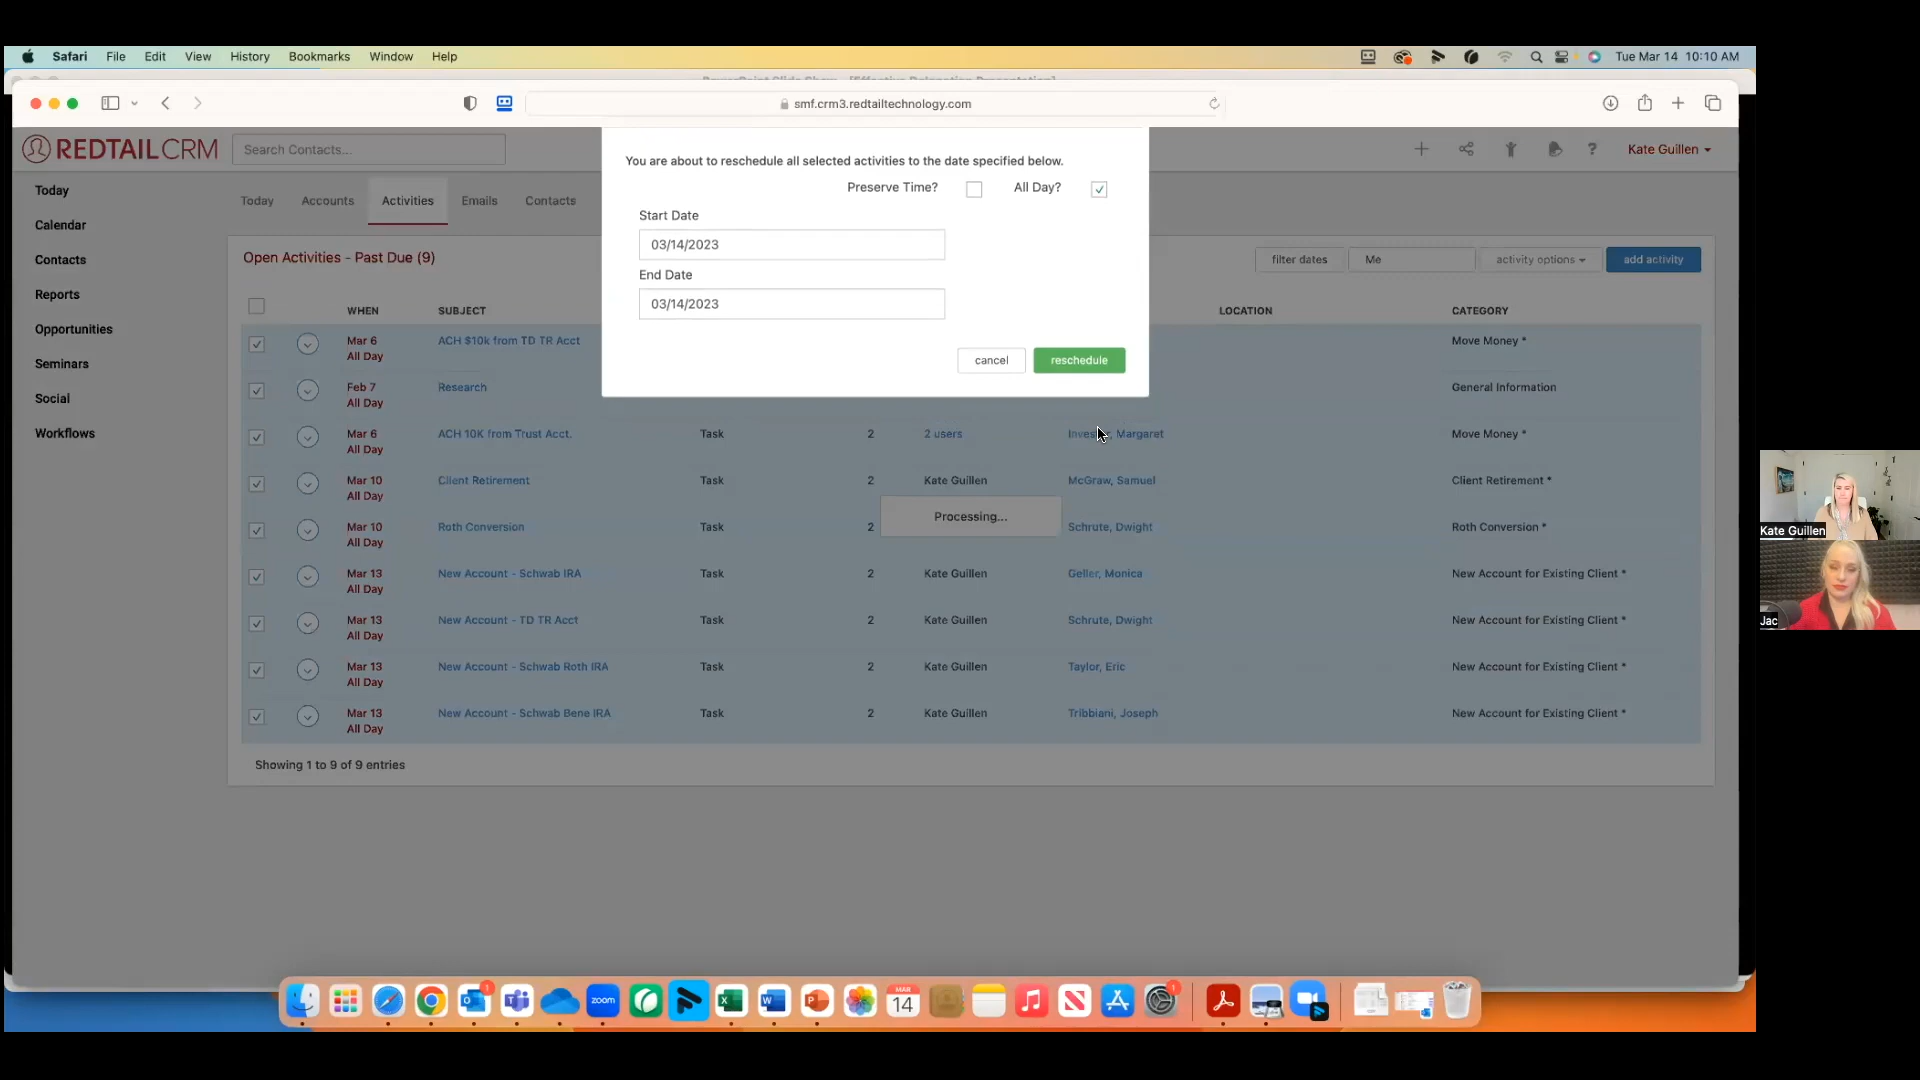 Safari File Edit View History Bookmarks Window Help Tue Mar 14 10:10 AM
smf.crm3.redtailtechnology.com
REDTAILCRM Search Contacts... ? Kate Guillen
You are about to reschedule all selected activities to the date specified below.
Preserve Time? All Day?
Start Date
03/14/2023
End Date
03/14/2023
cancel reschedule
Today
Calendar
Contacts
Reports
Opportunities
Seminars
Social
Workflows
Today Accounts Activities Emails Contacts
Open Activities - Past Due (9) filter dates Me activity options add activity
WHEN SUBJECT LOCATION CATEGORY
Mar 6 ACH $10k from TD TR Acct Move Money *
All Day
Feb 7 Research General Information
All Day
Mar 6 ACH 10K from Trust Acct. Task 2 2 users Margaret Move Money *
All Day
Mar 10 Client Retirement Task 2 Kate Guillen McGraw, Samuel Client Retirement *
All Day
Mar 10 Roth Conversion Task 2 Schrute, Dwight Roth Conversion *
All Day
Processing...
Mar 13 New Account - Schwab IRA Task 2 Kate Guillen Geller, Monica New Account for Existing Client *
All Day
Mar 13 New Account - TD TR Acct Task 2 Kate Guillen Schrute, Dwight New Account for Existing Client *
All Day
Mar 13 New Account - Schwab Roth IRA Task 2 Kate Guillen Taylor, Eric New Account for Existing Client *
All Day
Mar 13 New Account - Schwab Bene IRA Task 2 Kate Guillen Tribbiani, Joseph New Account for Existing Client *
All Day
Showing 1 to 9 of 9 entries
Kate Guillen
Jac
zoom
MAR
14